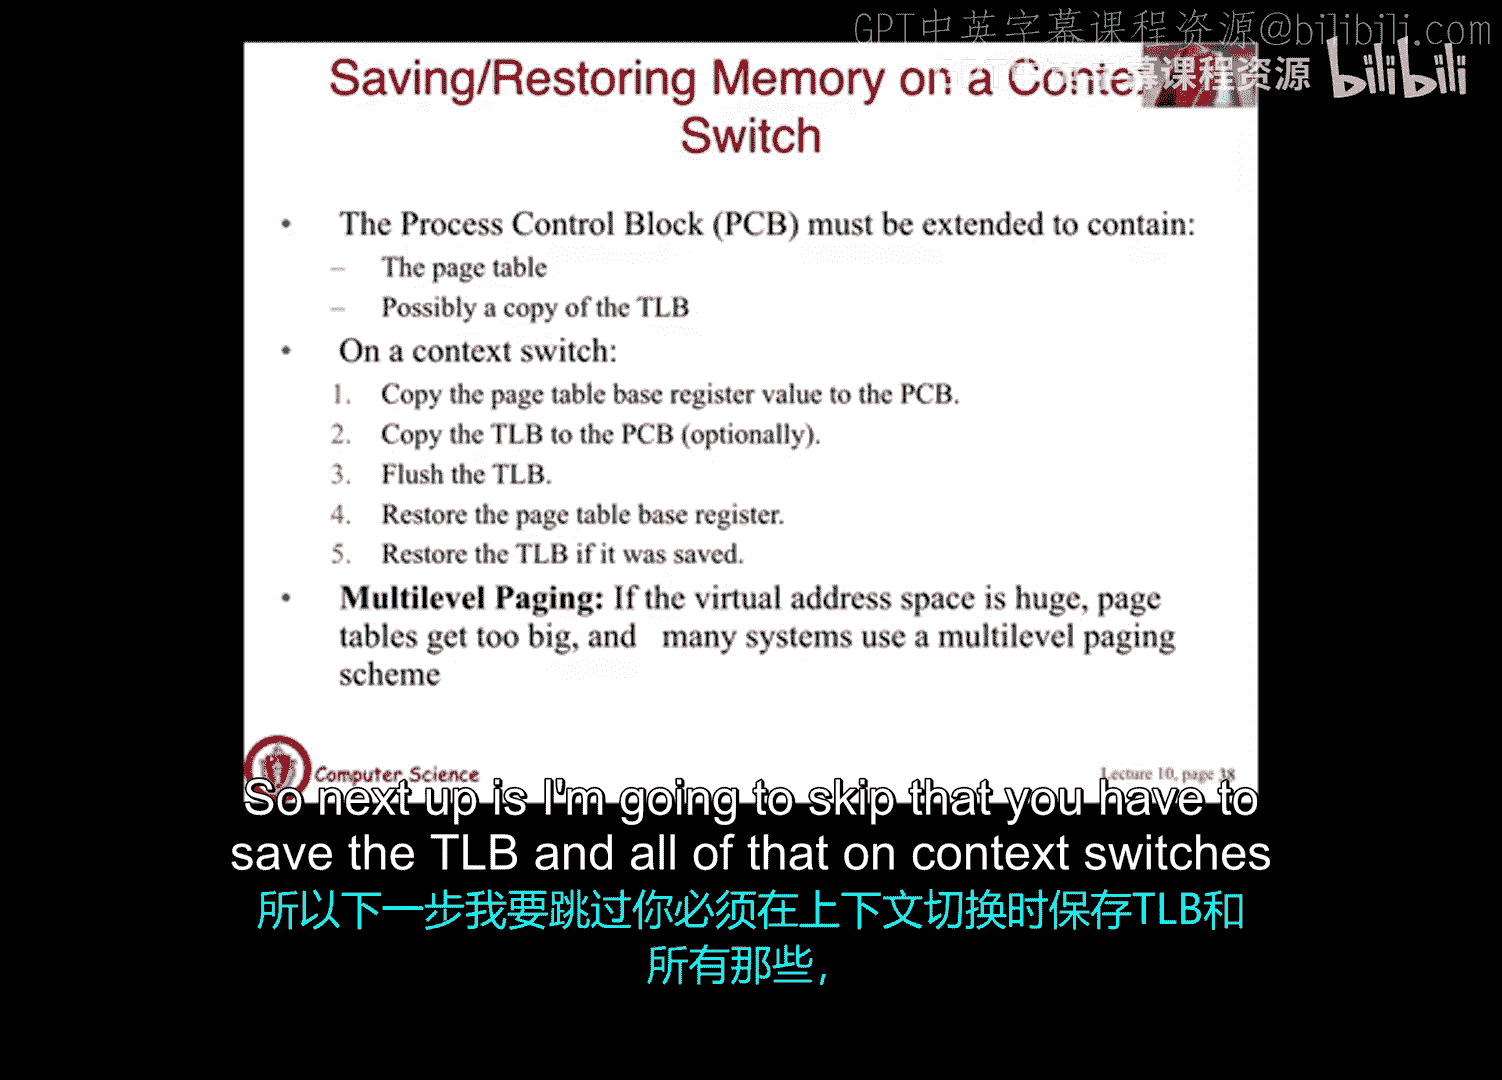 GPT中英字幕课程资源@bilibili.com
课程资源 bilibili
Saving/Restoring Memory on a Conte
Switch
• The Process Control Block (PCB) must be extended to contain:
– The page table
– Possibly a copy of the TLB
• On a context switch:
1. Copy the page table base register value to the PCB.
2. Copy the TLB to the PCB (optionally).
3. Flush the TLB.
4. Restore the page table base register.
5. Restore the TLB if it was saved.
• Multilevel Paging: If the virtual address space is huge, page
tables get too big, and many systems use a multilevel paging
scheme
Computer Science
Lecture 10, page 38
So next up is I'm going to skip that you have to
save the TLB and all of that on context switches
所以下一步我要跳过你必须在上下文切换时保存TLB和
所有那些，